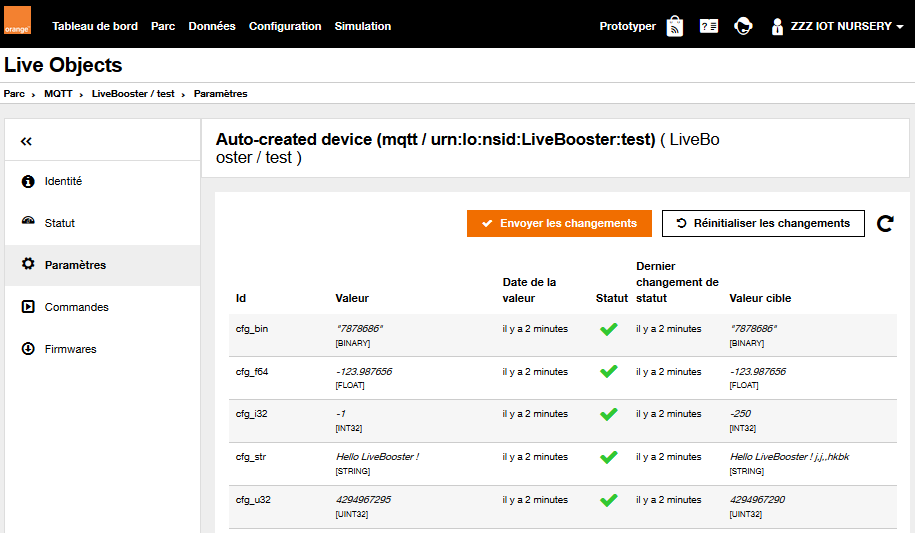 orange™
Tableau de bord Parc Données Configuration Simulation Prototyper ZZZ IOT NURSERY
Live Objects
Parc > MQTT > LiveBooster / test > Paramètres
Auto-created device (mqtt / urn:lo:nsid:LiveBooster:test) ( LiveBo
oster / test )
Identité
Statut
Paramètres
Commandes
Firmwares
Envoyer les changements Réinitialiser les changements
Id Valeur Date de la valeur Statut Dernier changement de statut Valeur cible
cfg_bin "7878686" il y a 2 minutes il y a 2 minutes "7878686"
[BINARY] [BINARY]
cfg_f64 -123.987656 il y a 2 minutes il y a 2 minutes -123.987656
[FLOAT] [FLOAT]
cfg_i32 -1 il y a 2 minutes il y a 2 minutes -250
[INT32] [INT32]
cfg_str Hello LiveBooster ! il y a 2 minutes il y a 2 minutes Hello LiveBooster ! j,j,,hkbk
[STRING] [STRING]
cfg_u32 4294967295 il y a 2 minutes il y a 2 minutes 4294967290
[UINT32] [UINT32]